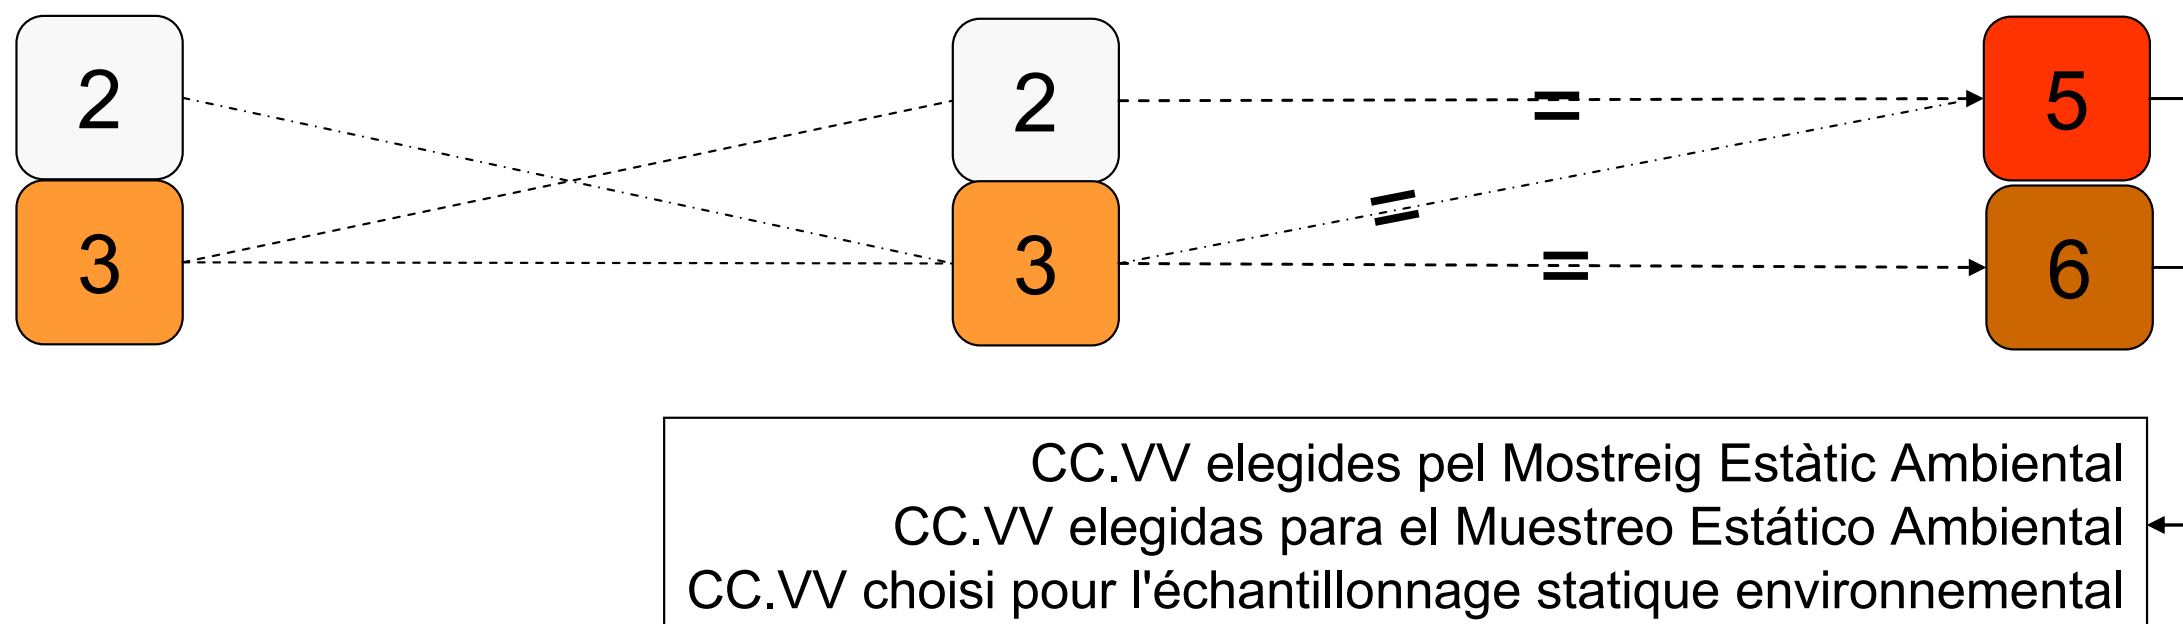 2 2 = 5
=
3 3 = 6
CC.VV elegides pel Mostreig Estàtic Ambiental
CC.VV elegidas para el Muestreo Estático Ambiental
CC.VV choisi pour l'échantillonnage statique environnemental